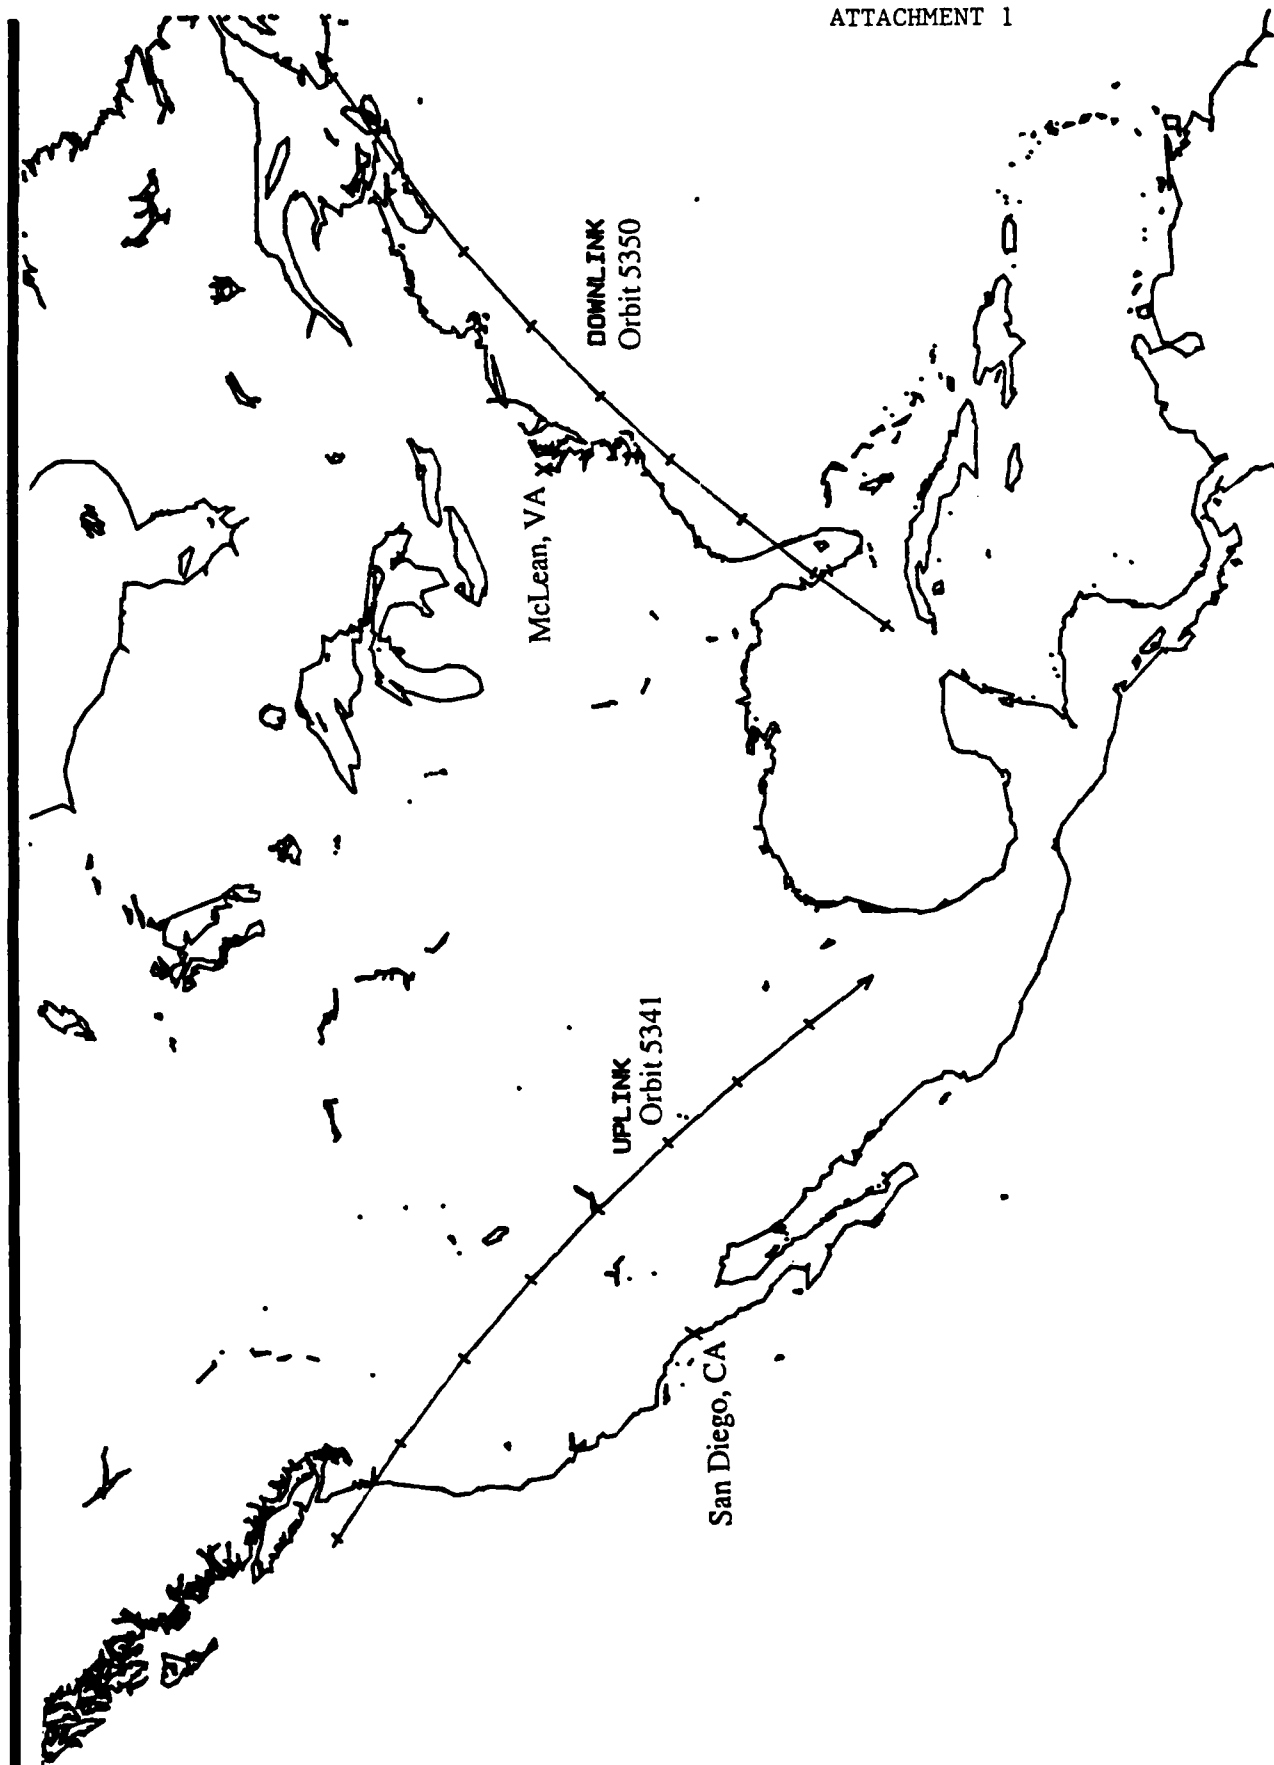 ATTACHMENT 1
DOWNLINK
Orbit 5350
McLean, VA
UPLINK
Orbit 5341
San Diego, CA